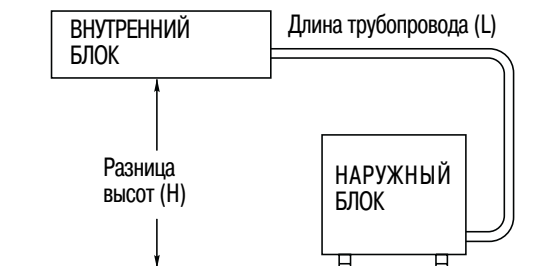 ВНУТРЕННИЙ
БЛОК
Длина трубопровода (L)
Разница
высот (H)
НАРУЖНЫЙ
БЛОК